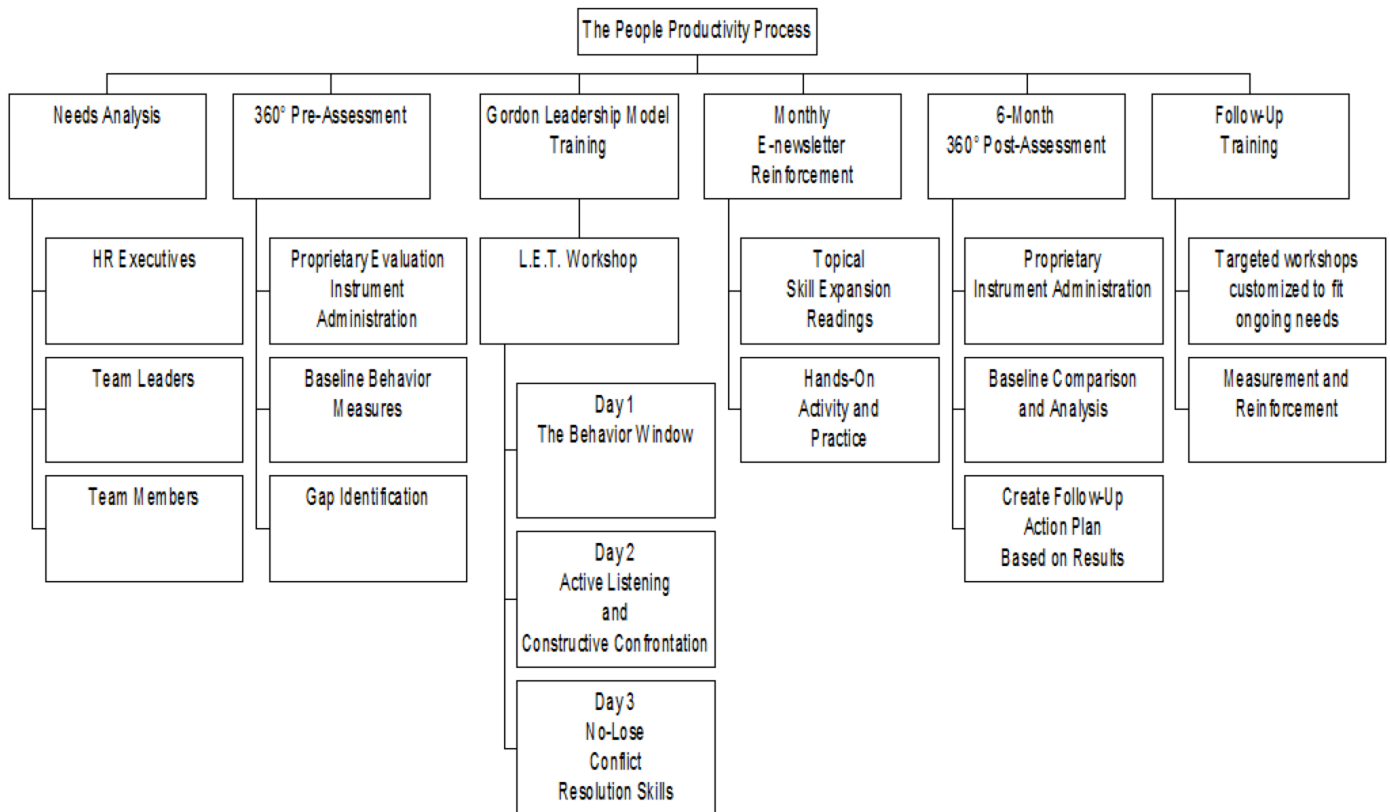 The People Productivity Process
Needs Analysis
HR Executives
Team Leaders
Team Members
360° Pre-Assessment
Proprietary Evaluation
Instrument
Administration
Baseline Behavior
Measures
Gap Identification
Gordon Leadership Model
Training
L.E.T. Workshop
Day 1
The Behavior Window
Day 2
Active Listening
and
Constructive Confrontation
Day 3
No-Lose
Conflict
Resolution Skills
Monthly
E-newsletter
Reinforcement
Topical
Skill Expansion
Readings
Hands-On
Activity and
Practice
6-Month
360° Post-Assessment
Proprietary
Instrument Administration
Baseline Comparison
and Analysis
Create Follow-Up
Action Plan
Based on Results
Follow-Up
Training
Targeted workshops
customized to fit
ongoing needs
Measurement and
Reinforcement